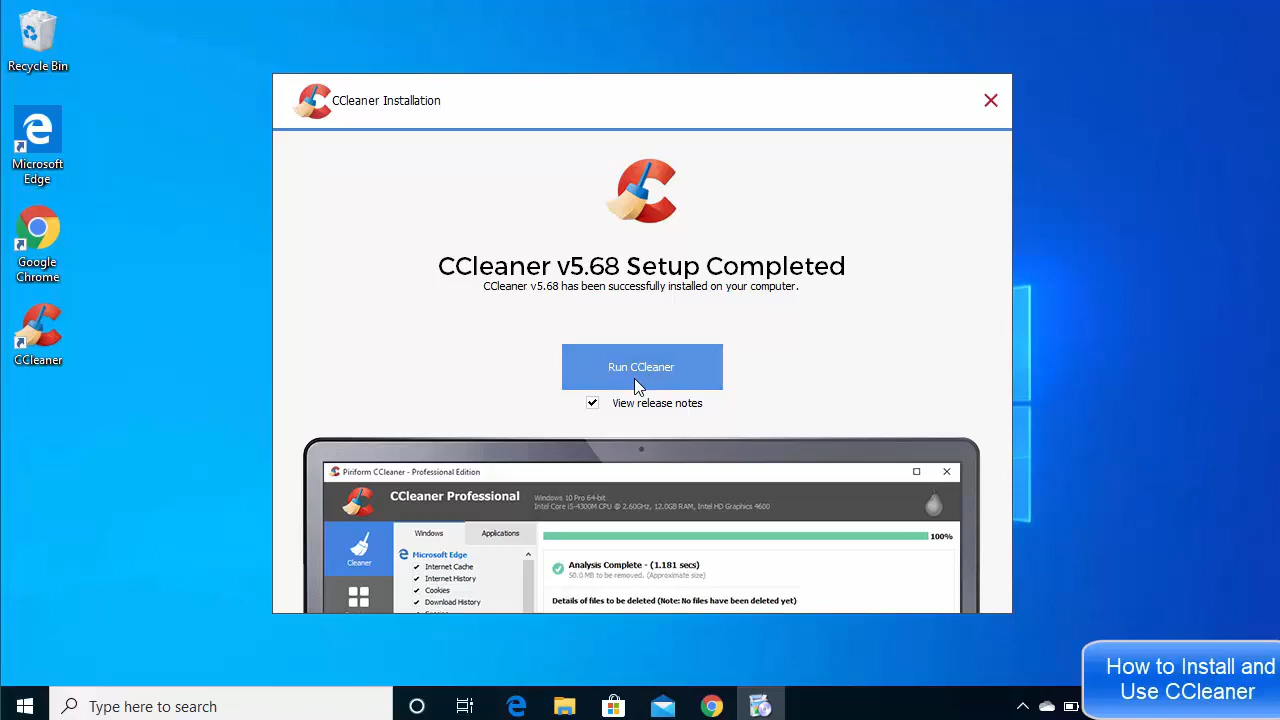 Recycle Bin
Microsoft
Edge
Google
Chrome
CCleaner
CCleaner Installation
CCleaner v5.68 Setup Completed
CCleaner v5.68 has been successfully installed on your computer.
Run CCleaner
View release notes
Piriform CCleaner - Professional Edition
CCleaner Professional
Windows 10 Pro 64-bit
Intel Core i5-4300M CPU @ 2.60GHz, 12.0GB RAM, Intel HD Graphics 4600
Cleaner
Windows
Applications
Microsoft Edge
Internet Cache
Internet History
Cookies
Download History
100%
Analysis Complete - (1.181 secs)
50.0 MB to be removed. (Approximate size)
Details of files to be deleted (Note: No files have been deleted yet)
How to Install and
Use CCleaner
Type here to search